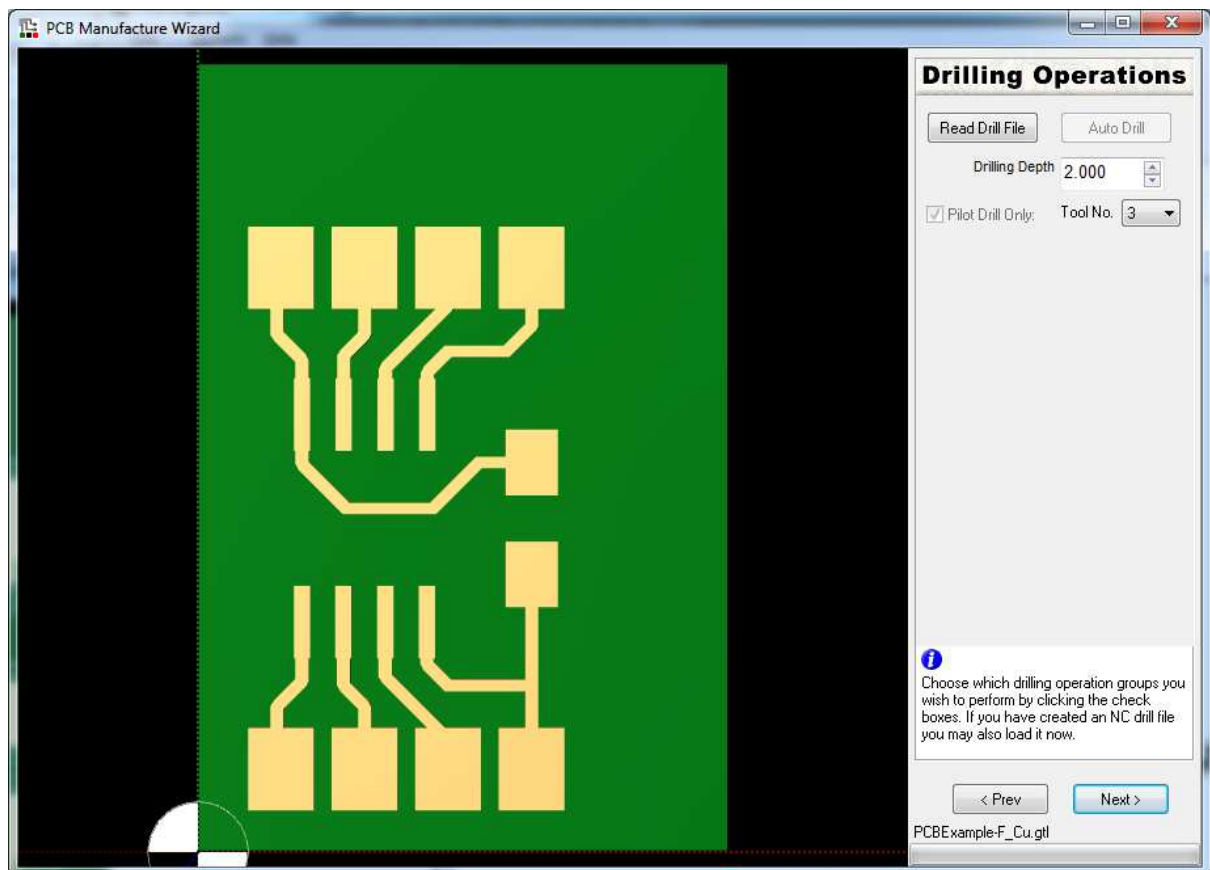 PCB Manufacture Wizard
Drilling Operations
Read Drill File
Auto Drill
Drilling Depth 2.000
Pilot Drill Only: Tool No. 3
Choose which drilling operation groups you
wish to perform by clicking the check
boxes. If you have created an NC drill file
you may also load it now.
< Prev
Next >
PCBExample-F_Cu.gtl